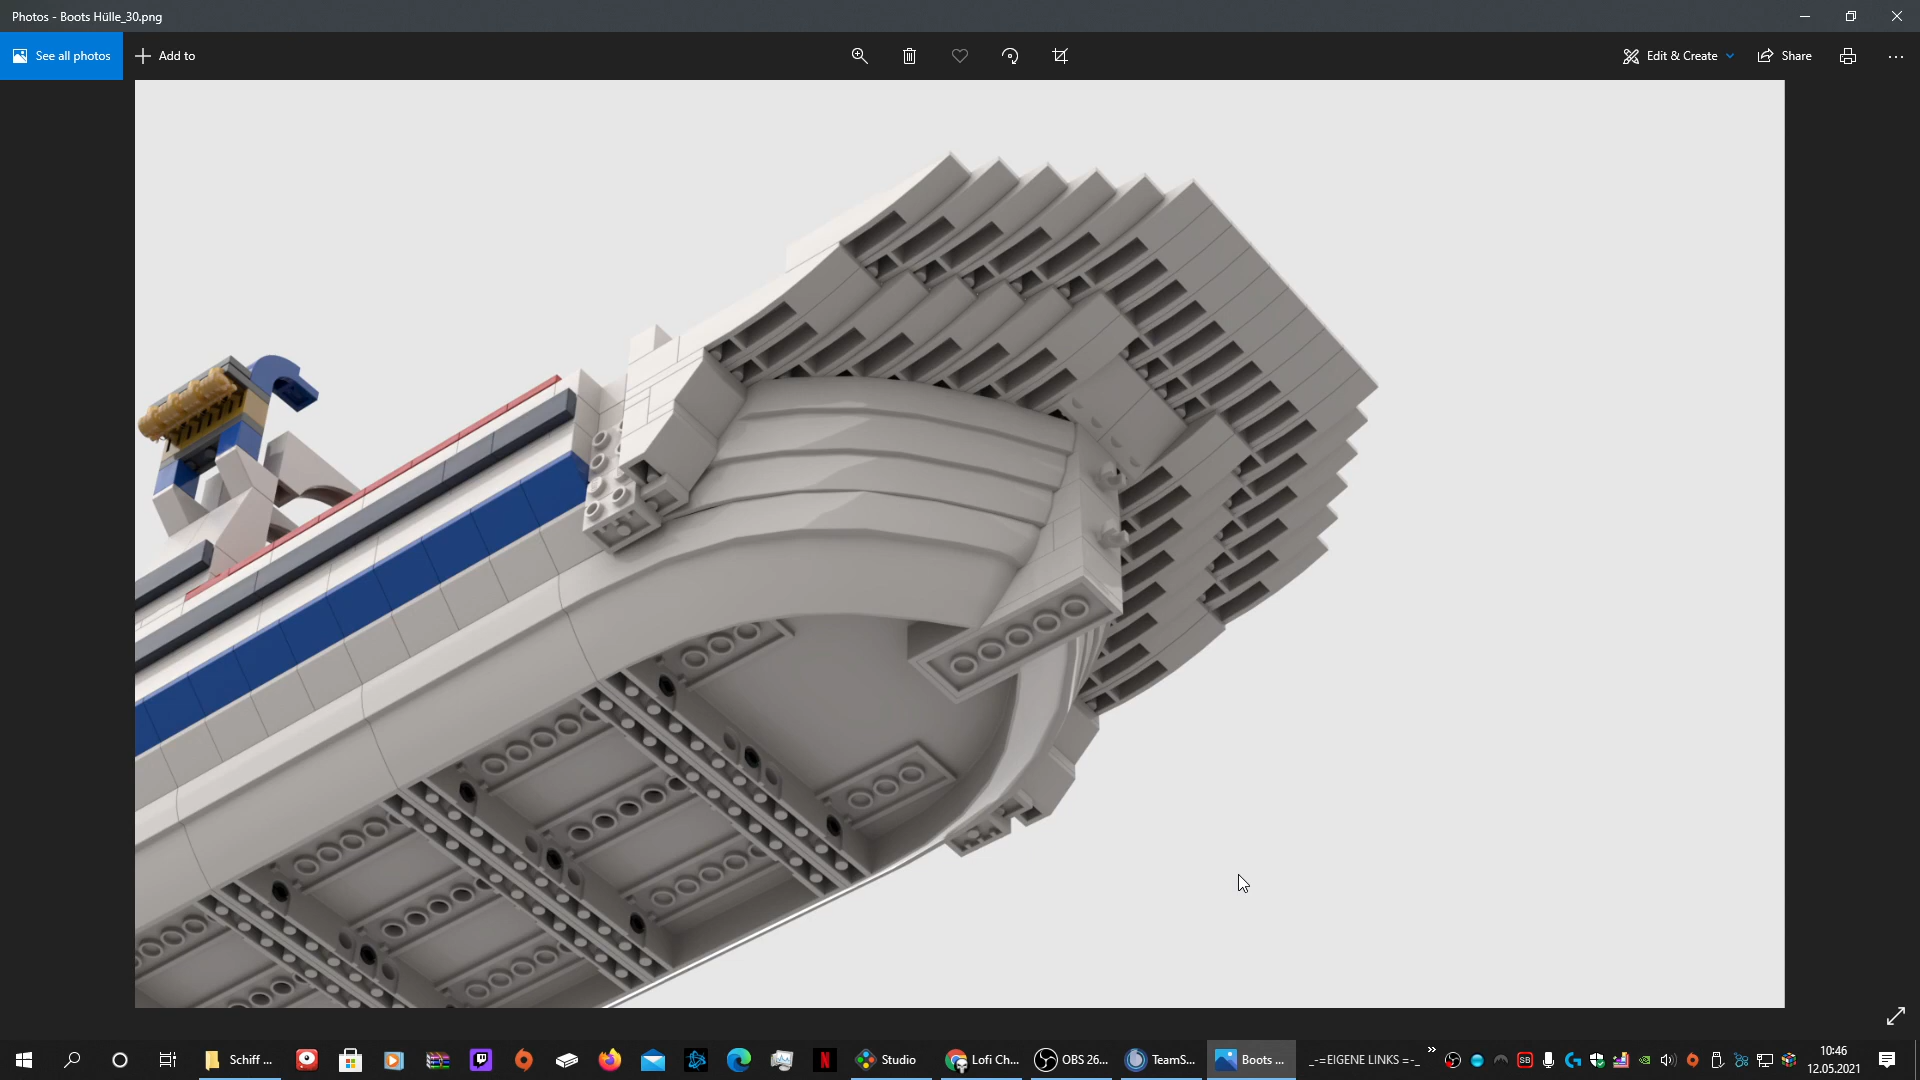 Photos - Boots Hülle_30.png
See all photos
Add to
Edit & Create
Share
Schiff ...
Studio
Lofi Ch...
OBS 26...
TeamS...
Boots ...
_-=EIGENE LINKS =-_
SB
10:46
12.05.2021